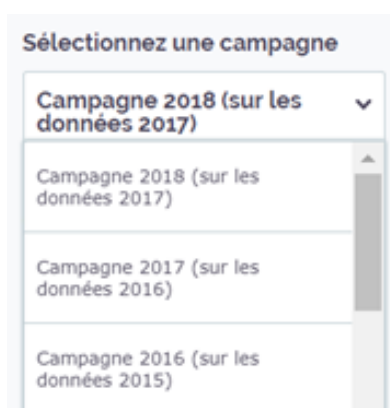 Sélectionnez une campagne
Campagne 2018 (sur les
données 2017)
Campagne 2018 (sur les
données 2017)
Campagne 2017 (sur les
données 2016)
Campagne 2016 (sur les
données 2015)